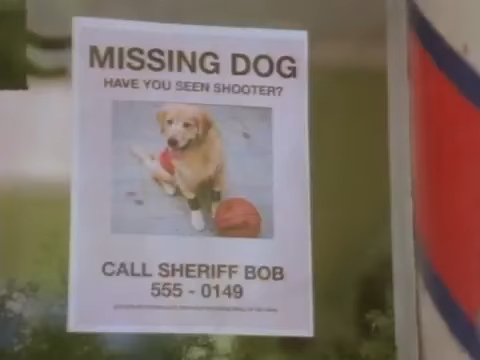 MISSING DOG
HAVE YOU SEEN SHOOTER?
CALL SHERIFF BOB
555 - 0149